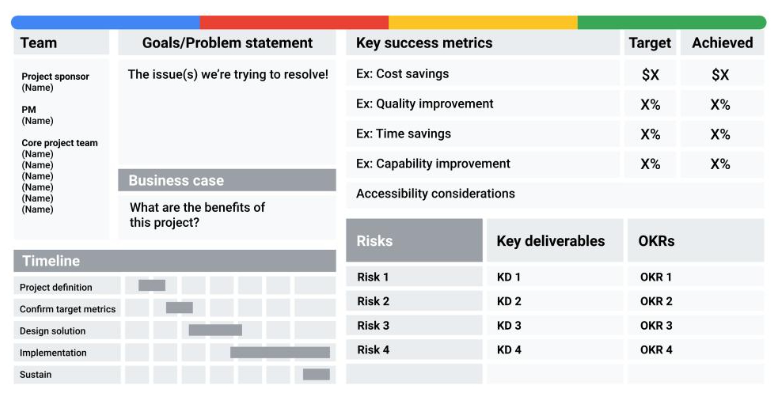 Team
Project sponsor
(Name)
PM
(Name)
Core project team
(Name)
(Name)
(Name)
(Name)
(Name)
(Name)
Goals/Problem statement
The issue(s) we're trying to resolve!
Business case
What are the benefits of
this project?
Timeline
Project definition
Confirm target metrics
Design solution
Implementation
Sustain
Key success metrics Target Achieved
Ex: Cost savings $X $X
Ex: Quality improvement X% X%
Ex: Time savings X% X%
Ex: Capability improvement X% X%
Accessibility considerations
Risks Key deliverables OKRs
Risk 1 KD 1 OKR 1
Risk 2 KD 2 OKR 2
Risk 3 KD 3 OKR 3
Risk 4 KD 4 OKR 4